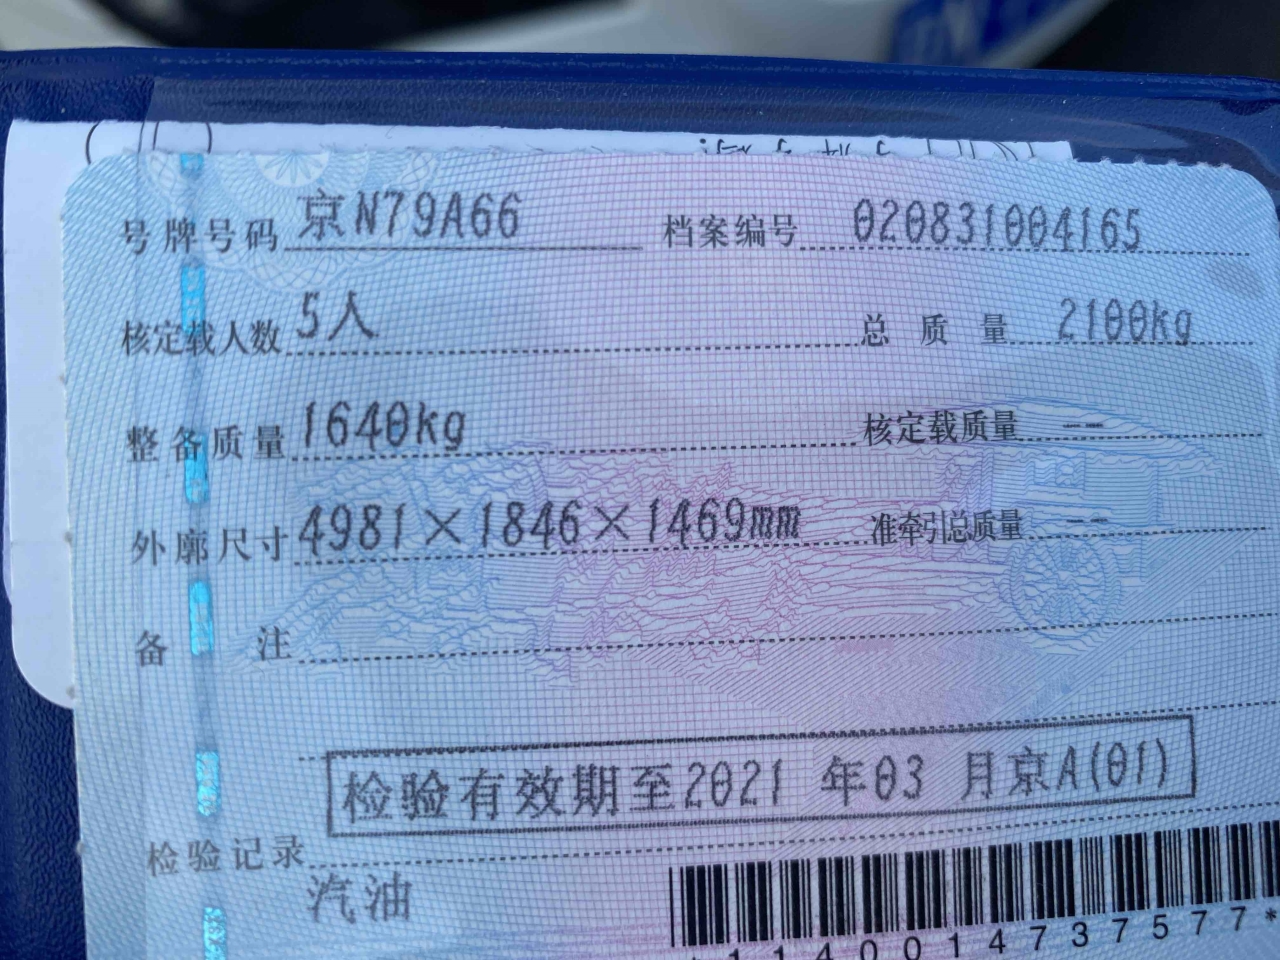 号牌号码 京N79A66 档案编号 020831004165
核定载人数 5人 总质量 2100kg
整备质量 1640kg 核定载质量 --
外廓尺寸 4981×1846×1469mm 准牵引总质量 --
备注
检验有效期至2021 年03 月京A(01)
检验记录
汽油
*1140014737577*